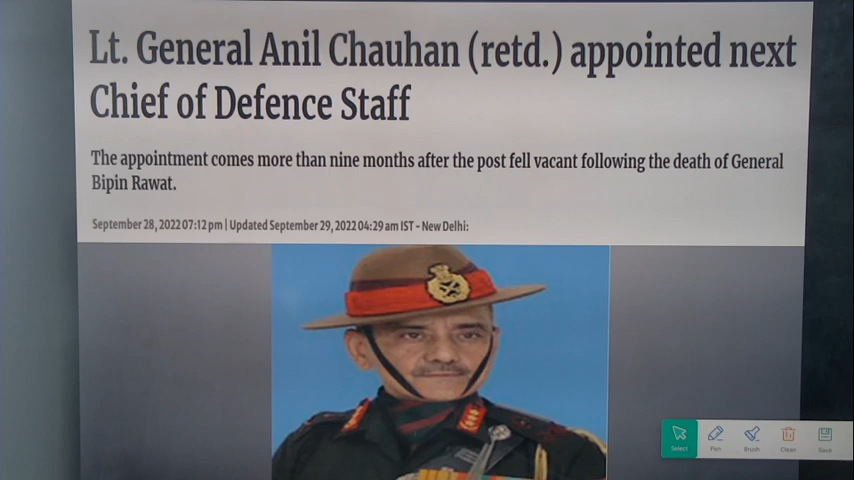 Lt. General Anil Chauhan (retd.) appointed next
Chief of Defence Staff
The appointment comes more than nine months after the post fell vacant following the death of General
Bipin Rawat.
September 28, 2022 07:12 pm | Updated September 29, 2022 04:29 am IST - New Delhi:
Select Pen Brush Clean Save